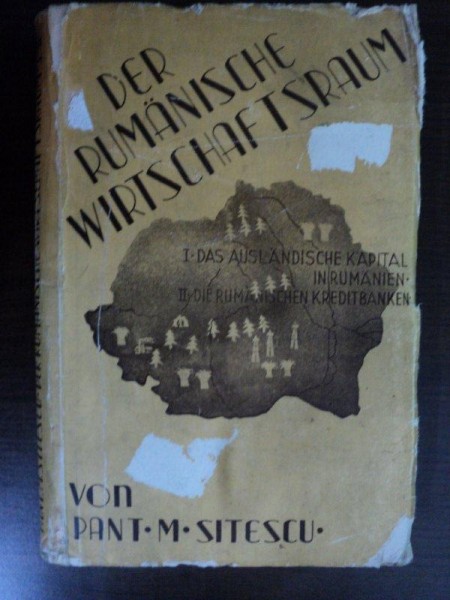 DER
RUMÄNISCHE
WIRTSCHAFTSRAUM
I·DAS AUSLÄNDISCHE KAPITAL
IN RUMÄNIEN·
II·DIE RUMÄNISCHEN KREDITBANKEN
VON
PANT·M·SITESCU·